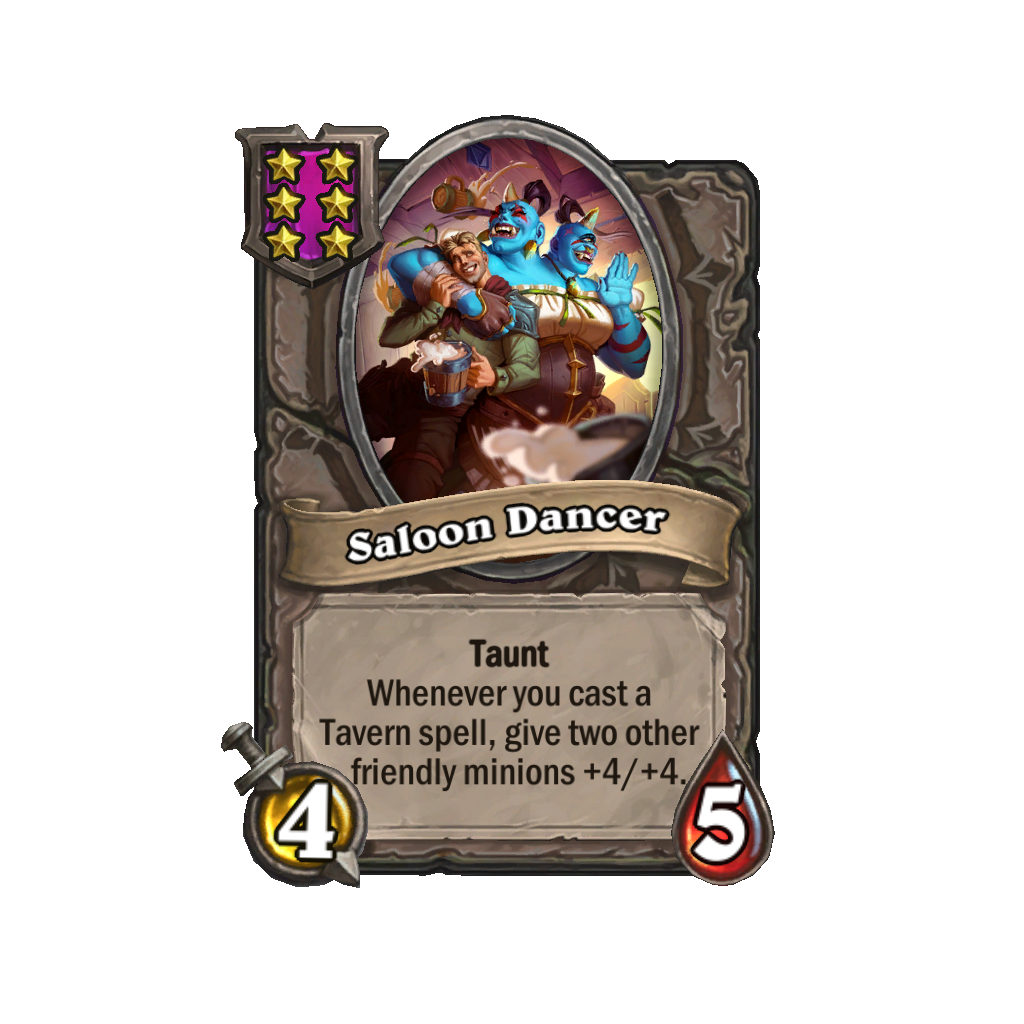 Saloon Dancer
Taunt
Whenever you cast a
Tavern spell, give two other
friendly minions +4/+4.
4
5